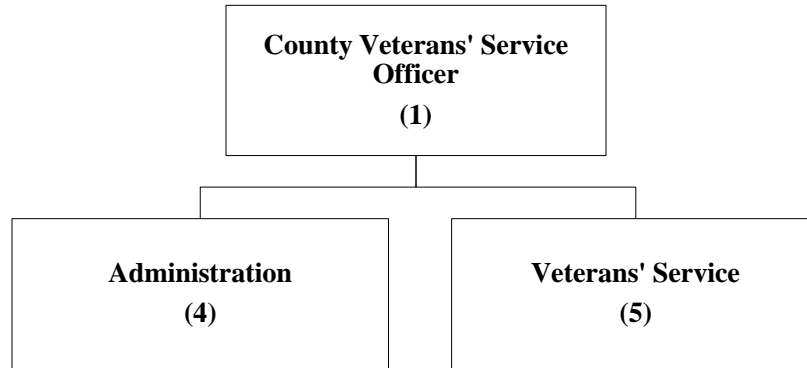 County Veterans' Service
Officer
(1)
Administration
(4)
Veterans' Service
(5)